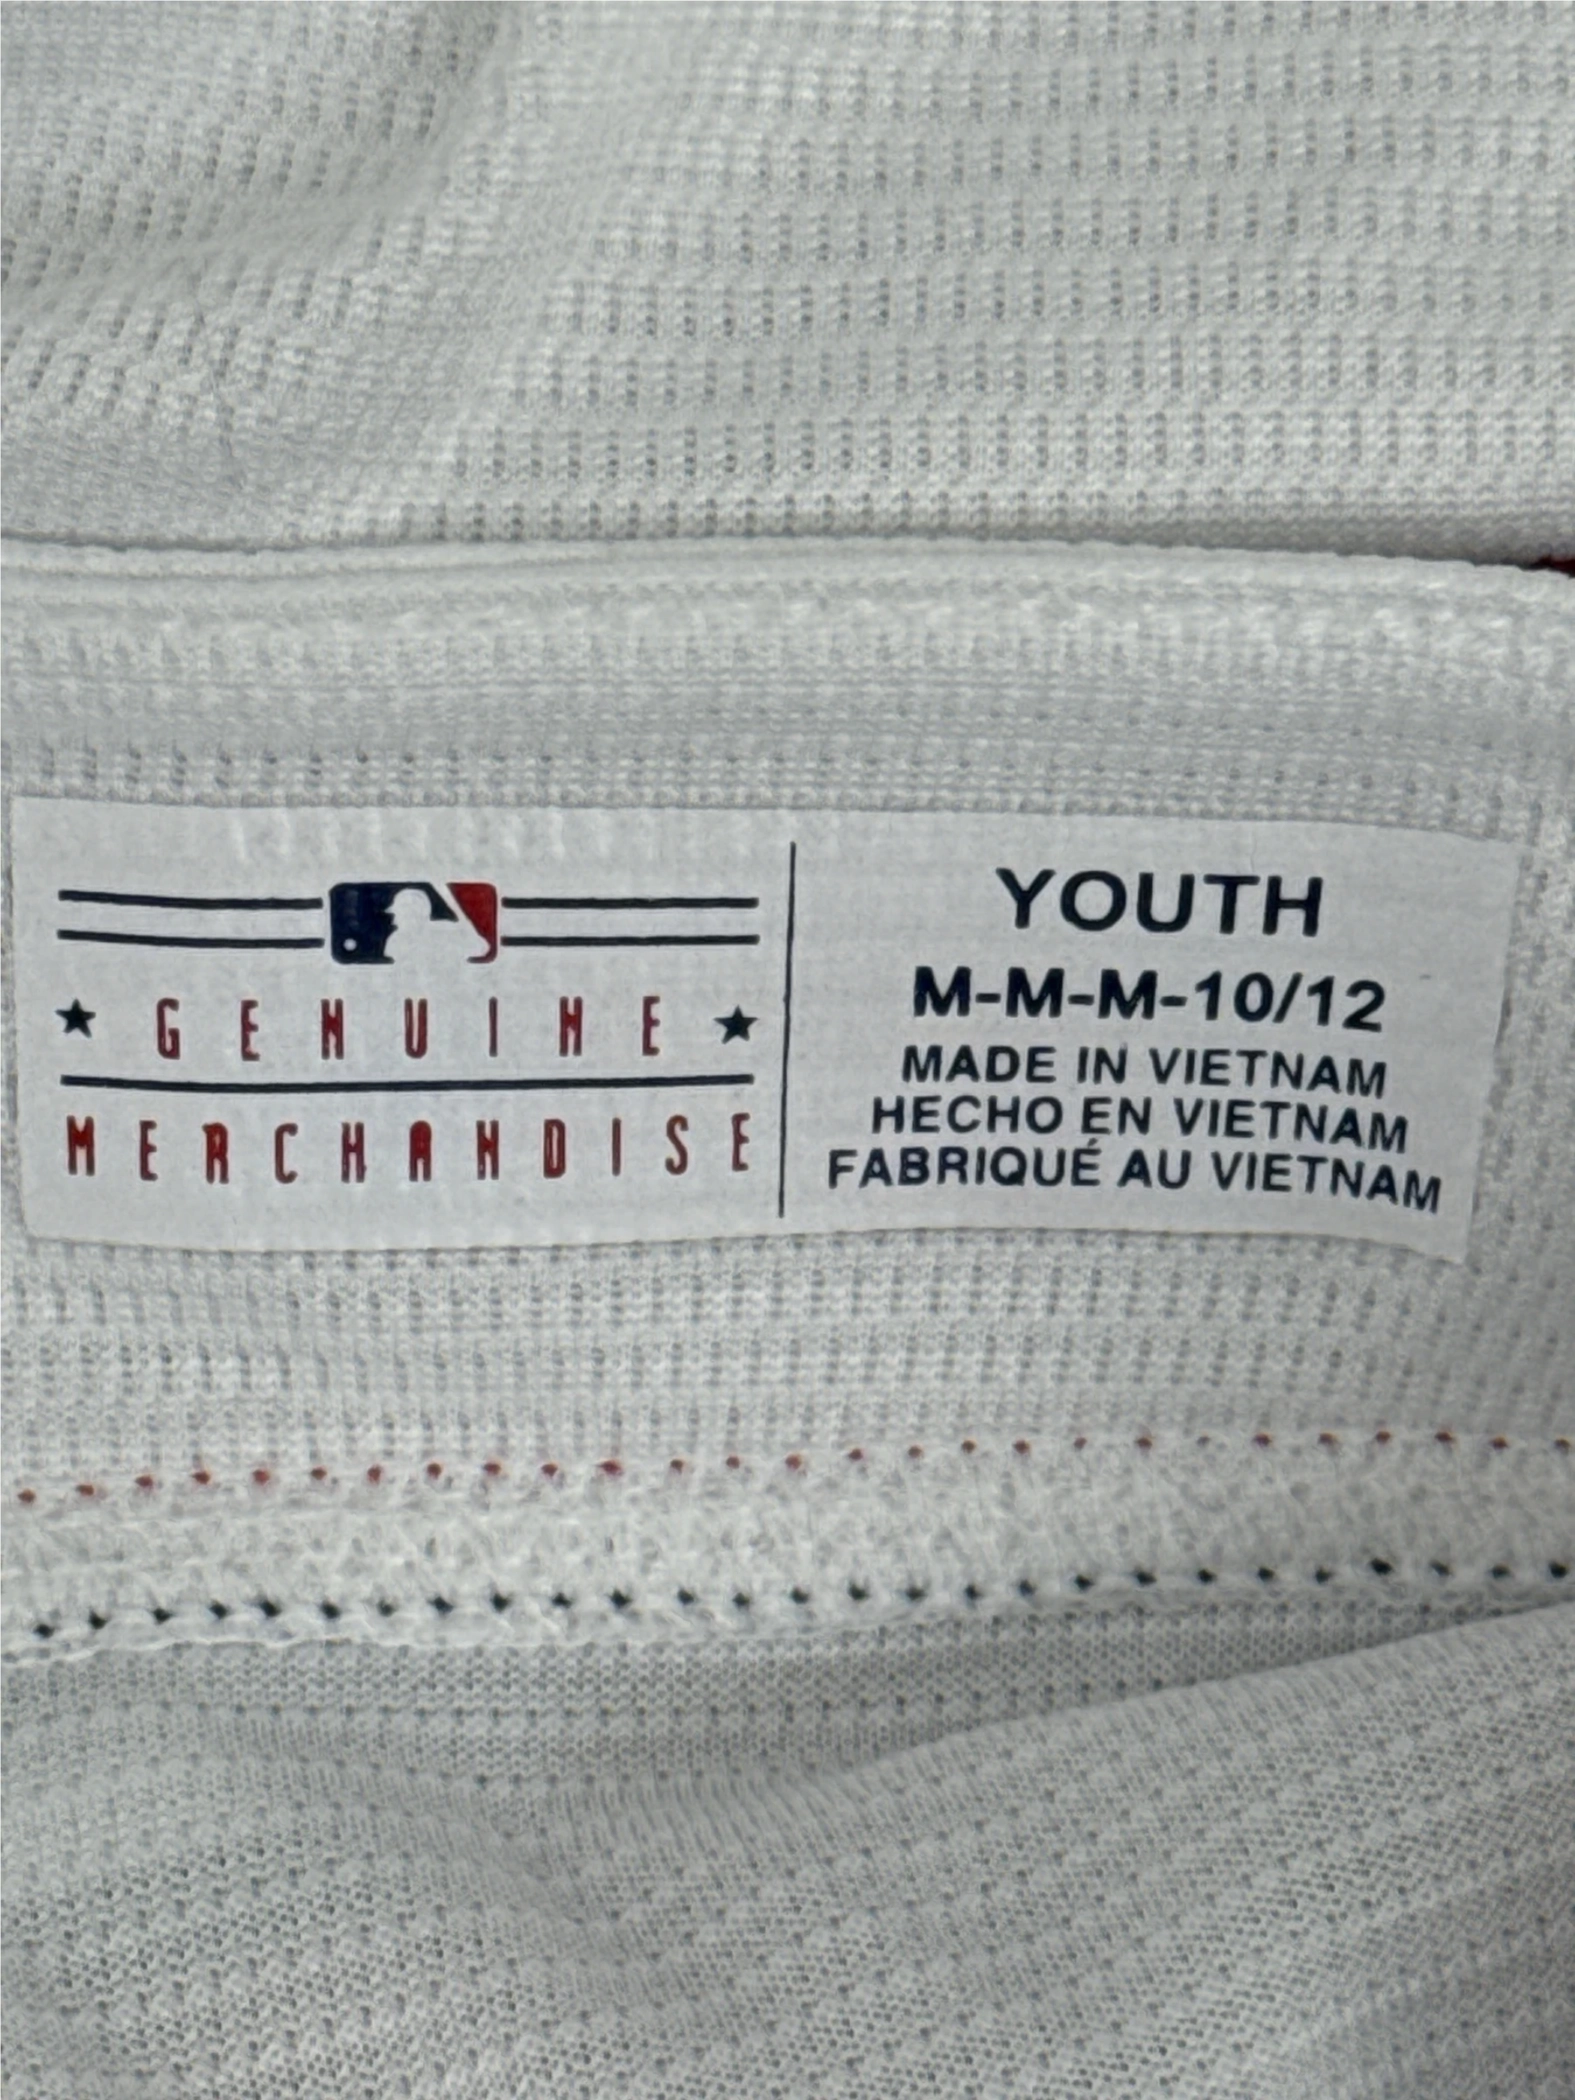 GENUINE
MERCHANDISE
YOUTH
M-M-M-10/12
MADE IN VIETNAM
HECHO EN VIETNAM
FABRIQUÉ AU VIETNAM